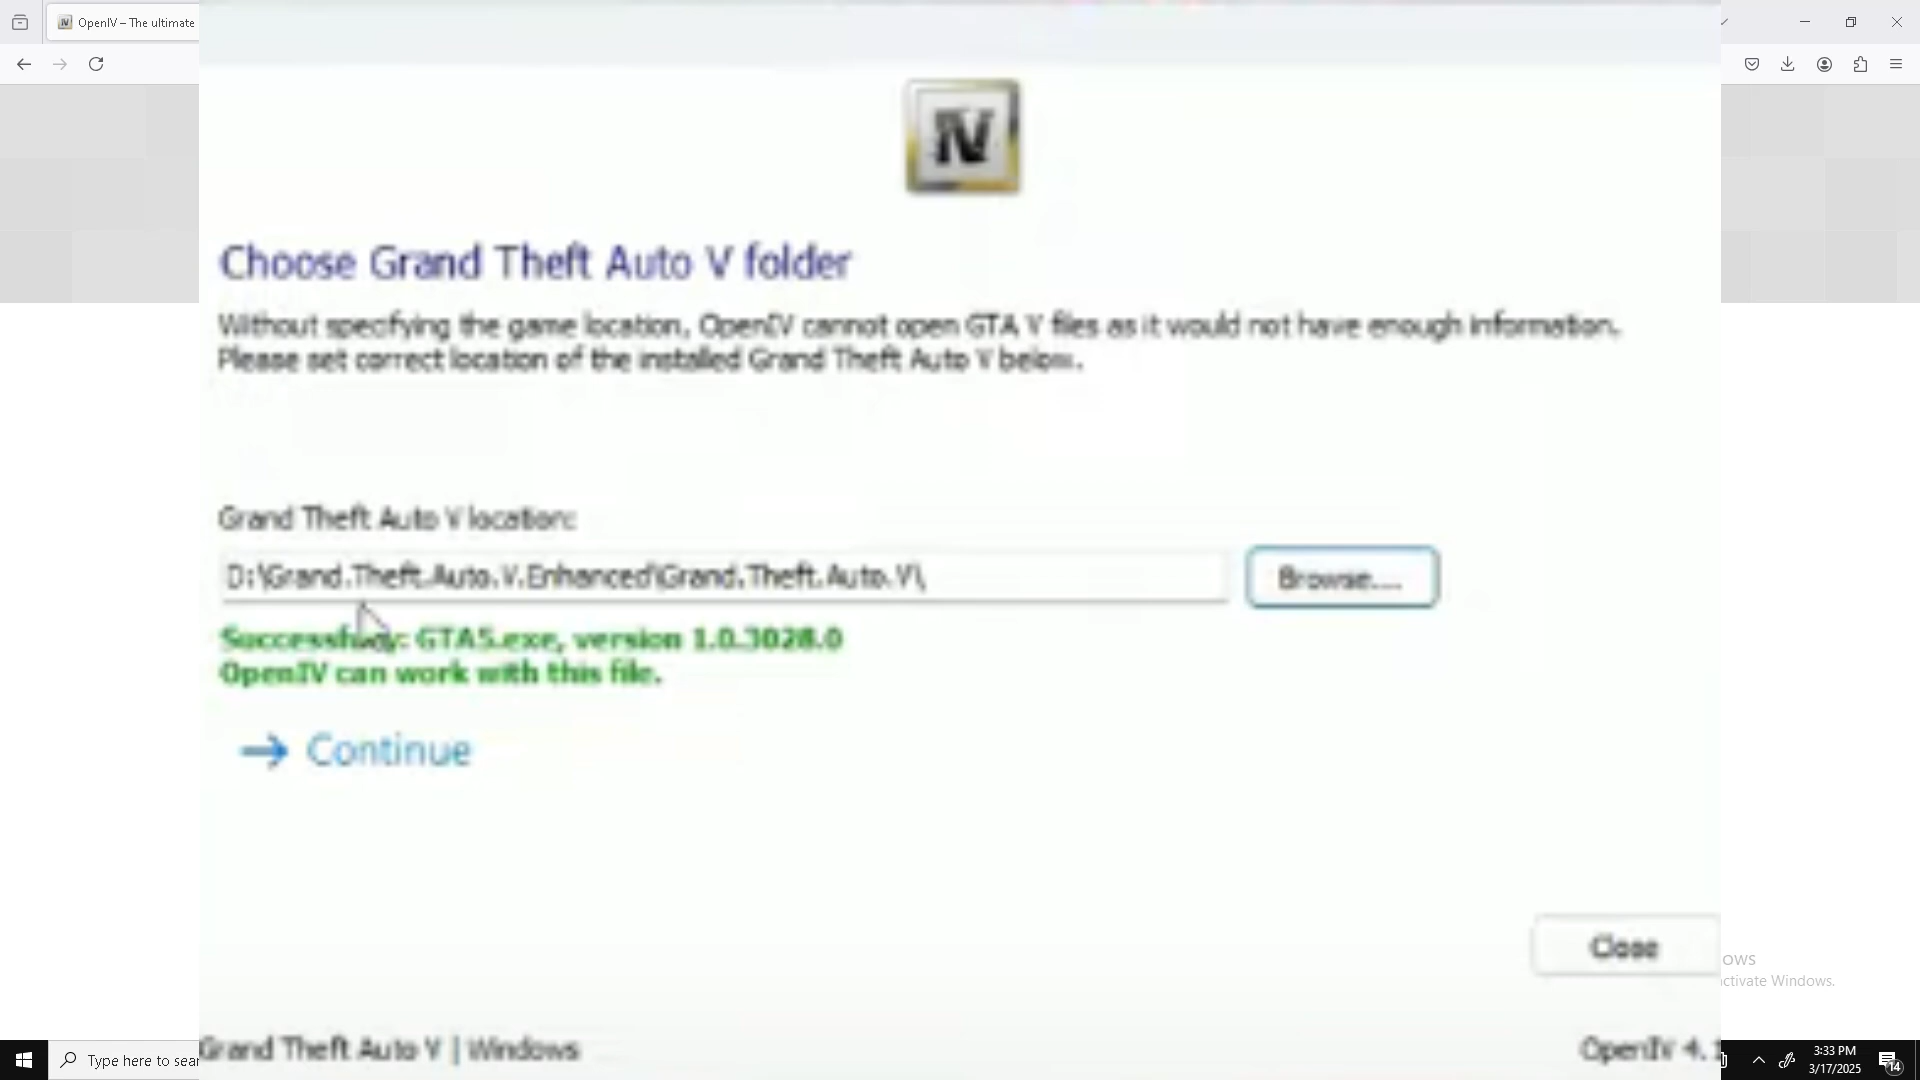 OpenIV – The ultimate
IV
Choose Grand Theft Auto V folder
Without specifying the game location, OpenIV cannot open GTA V files as it would not have enough information.
Please set correct location of the installed Grand Theft Auto V below.
Grand Theft Auto V location:
D:\Grand.Theft.Auto.V.Enhanced\Grand.Theft.Auto.V\
Browse....
Successfuly: GTA5.exe, version 1.0.3028.0
OpenIV can work with this file.
→ Continue
Close
ows
ctivate Windows.
Grand Theft Auto V | Windows
OpenIV 4.1
Type here to sear
3:33 PM
3/17/2025
14